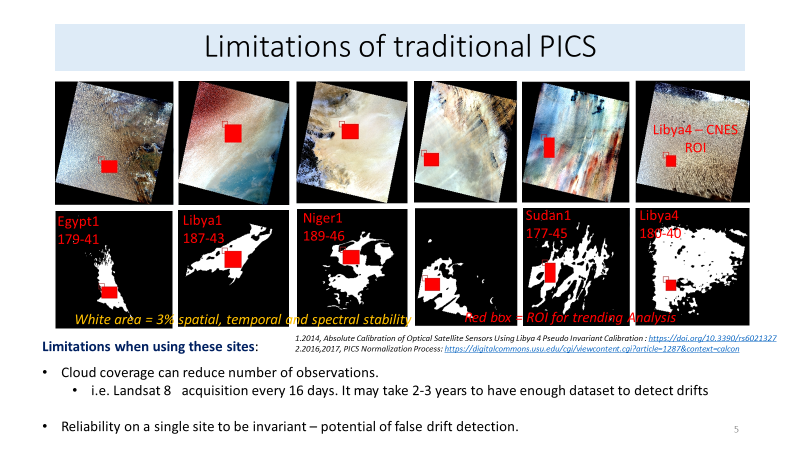 Limitations of traditional PICS
Libya4 – CNES
ROI
Egypt1
179-41
Libya1
187-43
Niger1
189-46
Sudan1
177-45
Libya4
180-40
White area = 3% spatial, temporal and spectral stability
Red box = ROI for trending Analysis
1.2014, Absolute Calibration of Optical Satellite Sensors Using Libya 4 Pseudo Invariant Calibration : https://doi.org/10.3390/rs6021327
2.2016,2017, PICS Normalization Process: https://digitalcommons.usu.edu/cgi/viewcontent.cgi?article=1287&context=calcon
Limitations when using these sites:
• Cloud coverage can reduce number of observations.
• i.e. Landsat 8 acquisition every 16 days. It may take 2-3 years to have enough dataset to detect drifts
• Reliability on a single site to be invariant – potential of false drift detection.
5